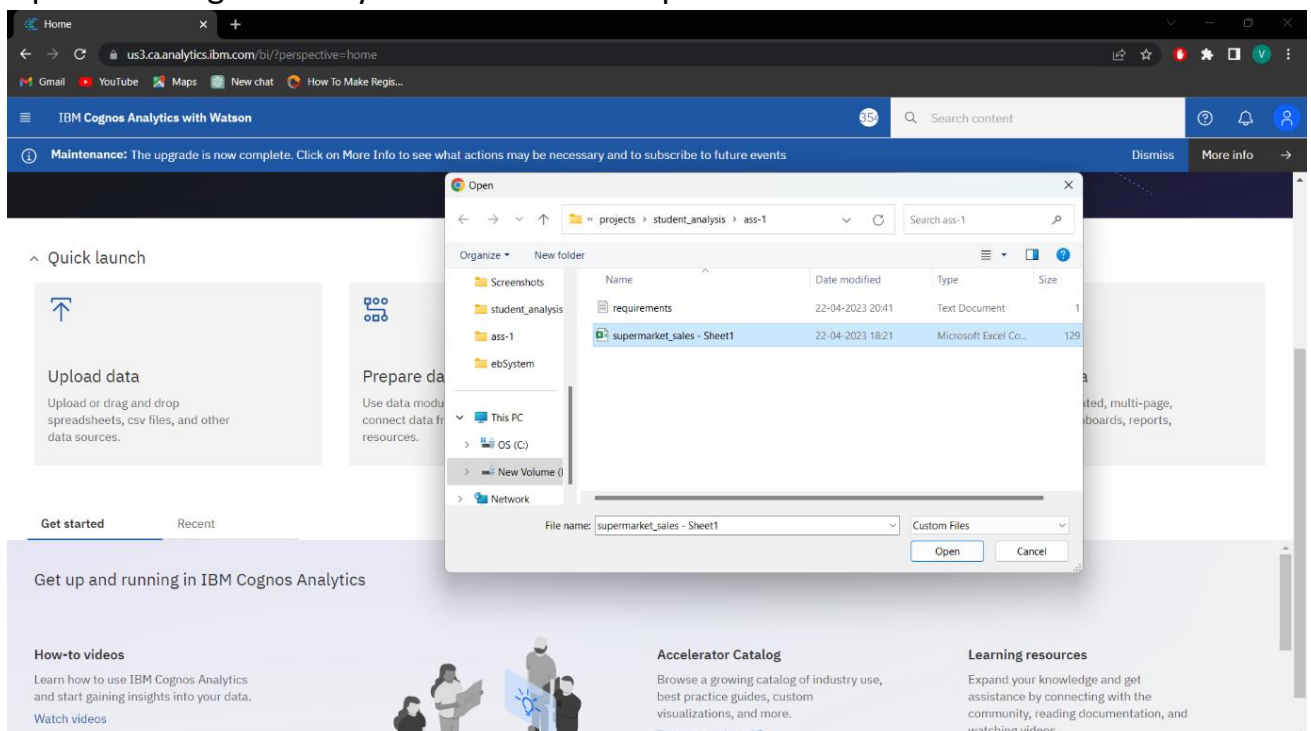 Home
us3.ca.analytics.ibm.com/bi/?perspective=home
Gmail YouTube Maps New chat How To Make Regis...
IBM Cognos Analytics with Watson
354 Search content
Maintenance: The upgrade is now complete. Click on More Info to see what actions may be necessary and to subscribe to future events Dismiss More info
Open
« projects > student_analysis > ass-1 Search ass-1
Organize New folder
Name Date modified Type Size
Screenshots
student_analysis
ass-1
ebSystem
This PC
OS (C:)
New Volume (
Network
requirements 22-04-2023 20:41 Text Document 1
supermarket_sales - Sheet1 22-04-2023 18:21 Microsoft Excel Co... 129
File name: supermarket_sales - Sheet1 Custom Files
Open Cancel
Quick launch
Upload data
Upload or drag and drop
spreadsheets, csv files, and other
data sources.
Prepare da
Use data modu
connect data fr
resources.
a
ated, multi-page,
boards, reports,
Get started Recent
Get up and running in IBM Cognos Analytics
How-to videos
Learn how to use IBM Cognos Analytics
and start gaining insights into your data.
Watch videos
Accelerator Catalog
Browse a growing catalog of industry use,
best practice guides, custom
visualizations, and more.
Learning resources
Expand your knowledge and get
assistance by connecting with the
community, reading documentation, and
watching videos